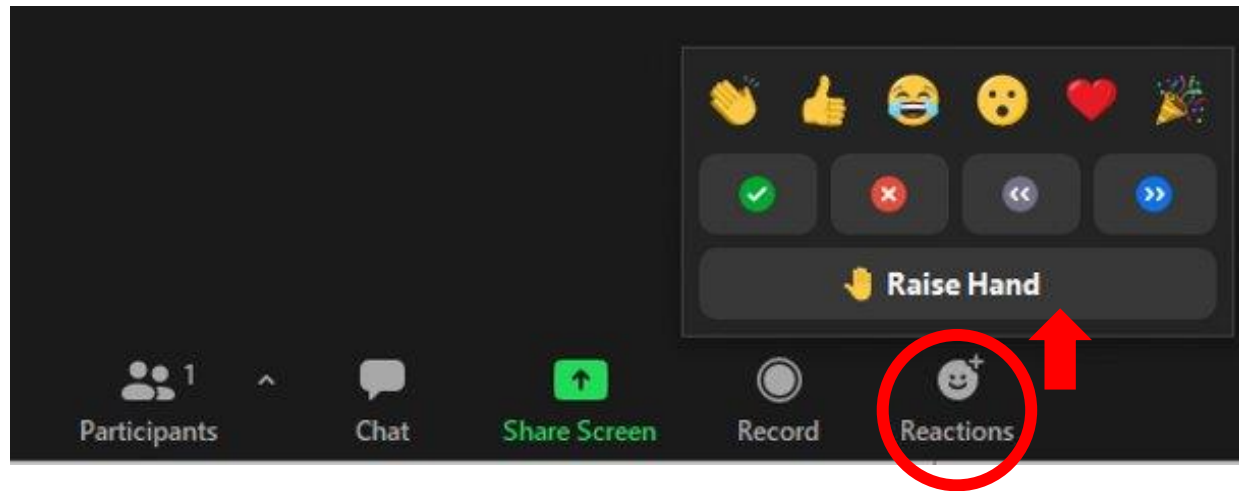 Raise Hand
1
Participants
Chat
Share Screen
Record
Reactions